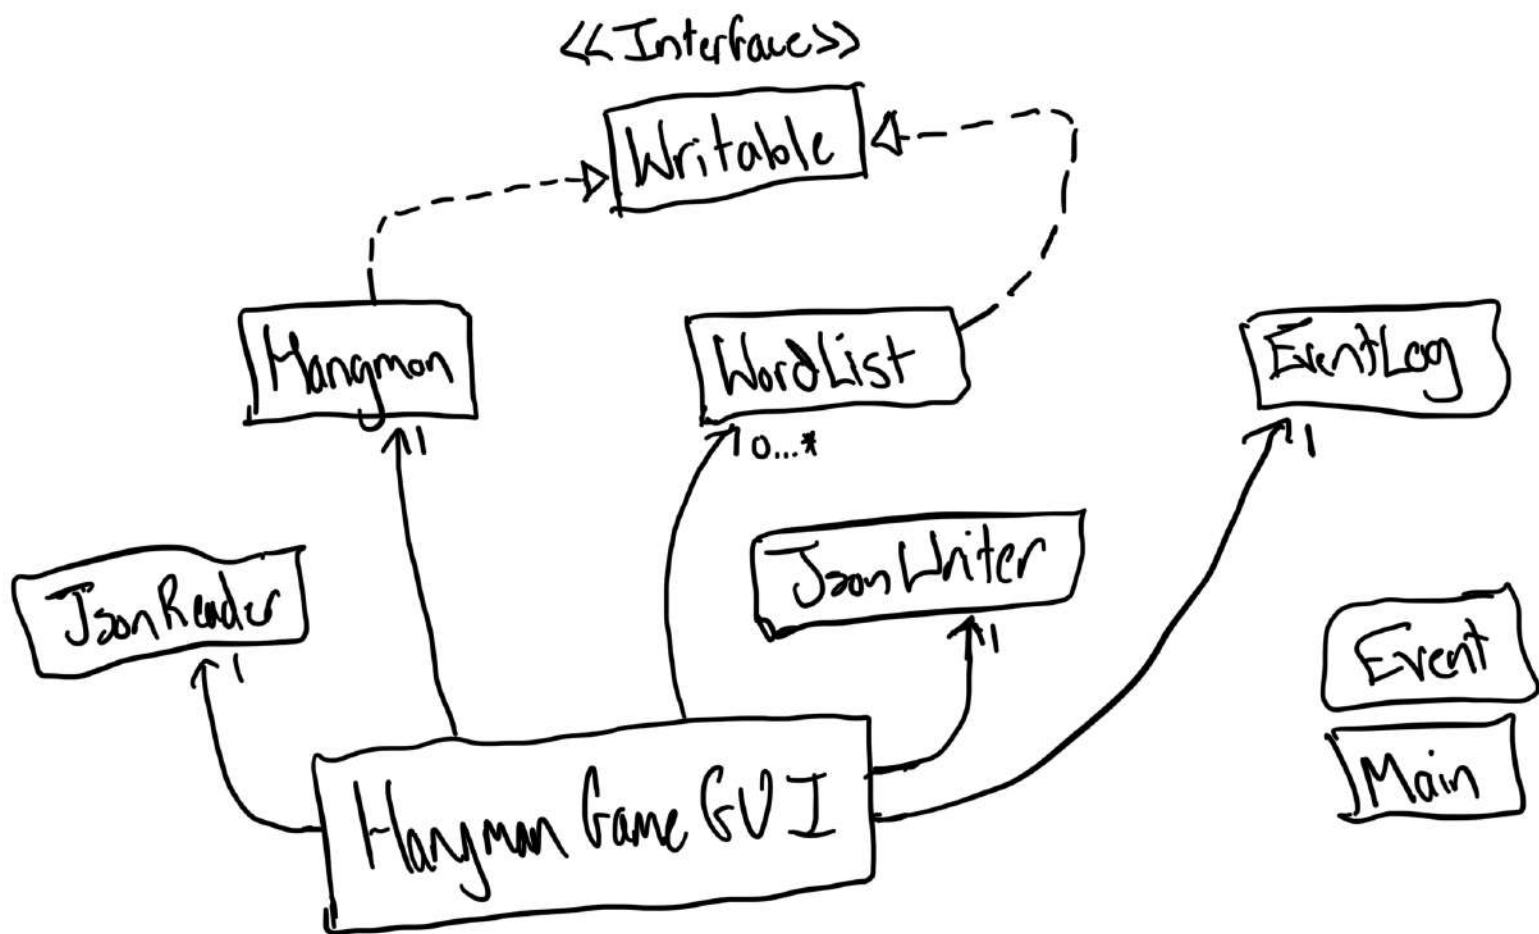 <<Interface>>
Writable
Hangman
WordList
EventLog
1
0...*
1
JsonReader
JsonWriter
1
1
Event
Hangman Game GUI
Main